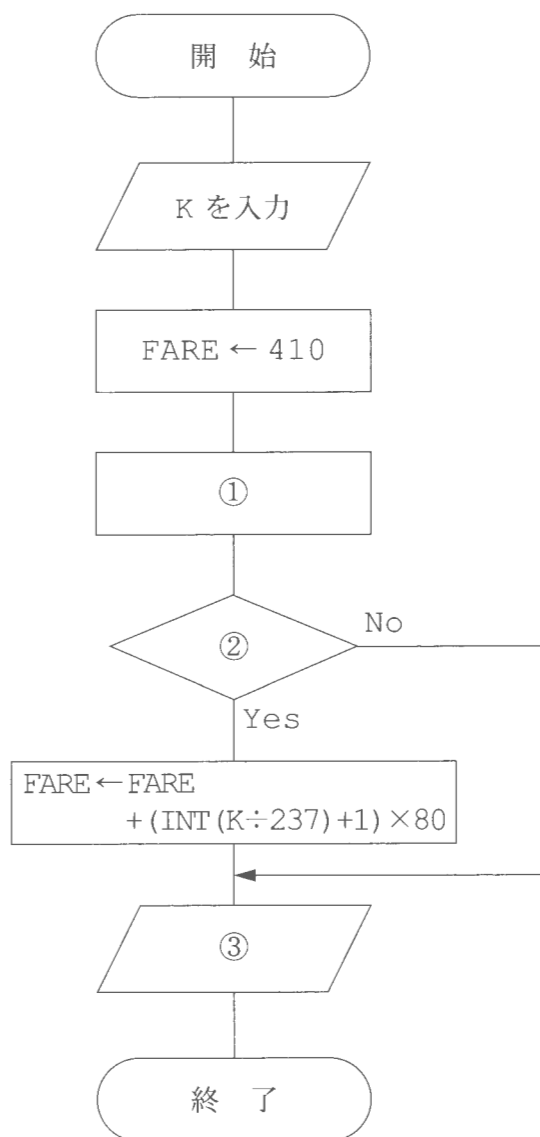 開 始
K を入力
FARE ← 410
①
②
No
Yes
FARE←FARE
+(INT(K÷237)+1)×80
③
終 了